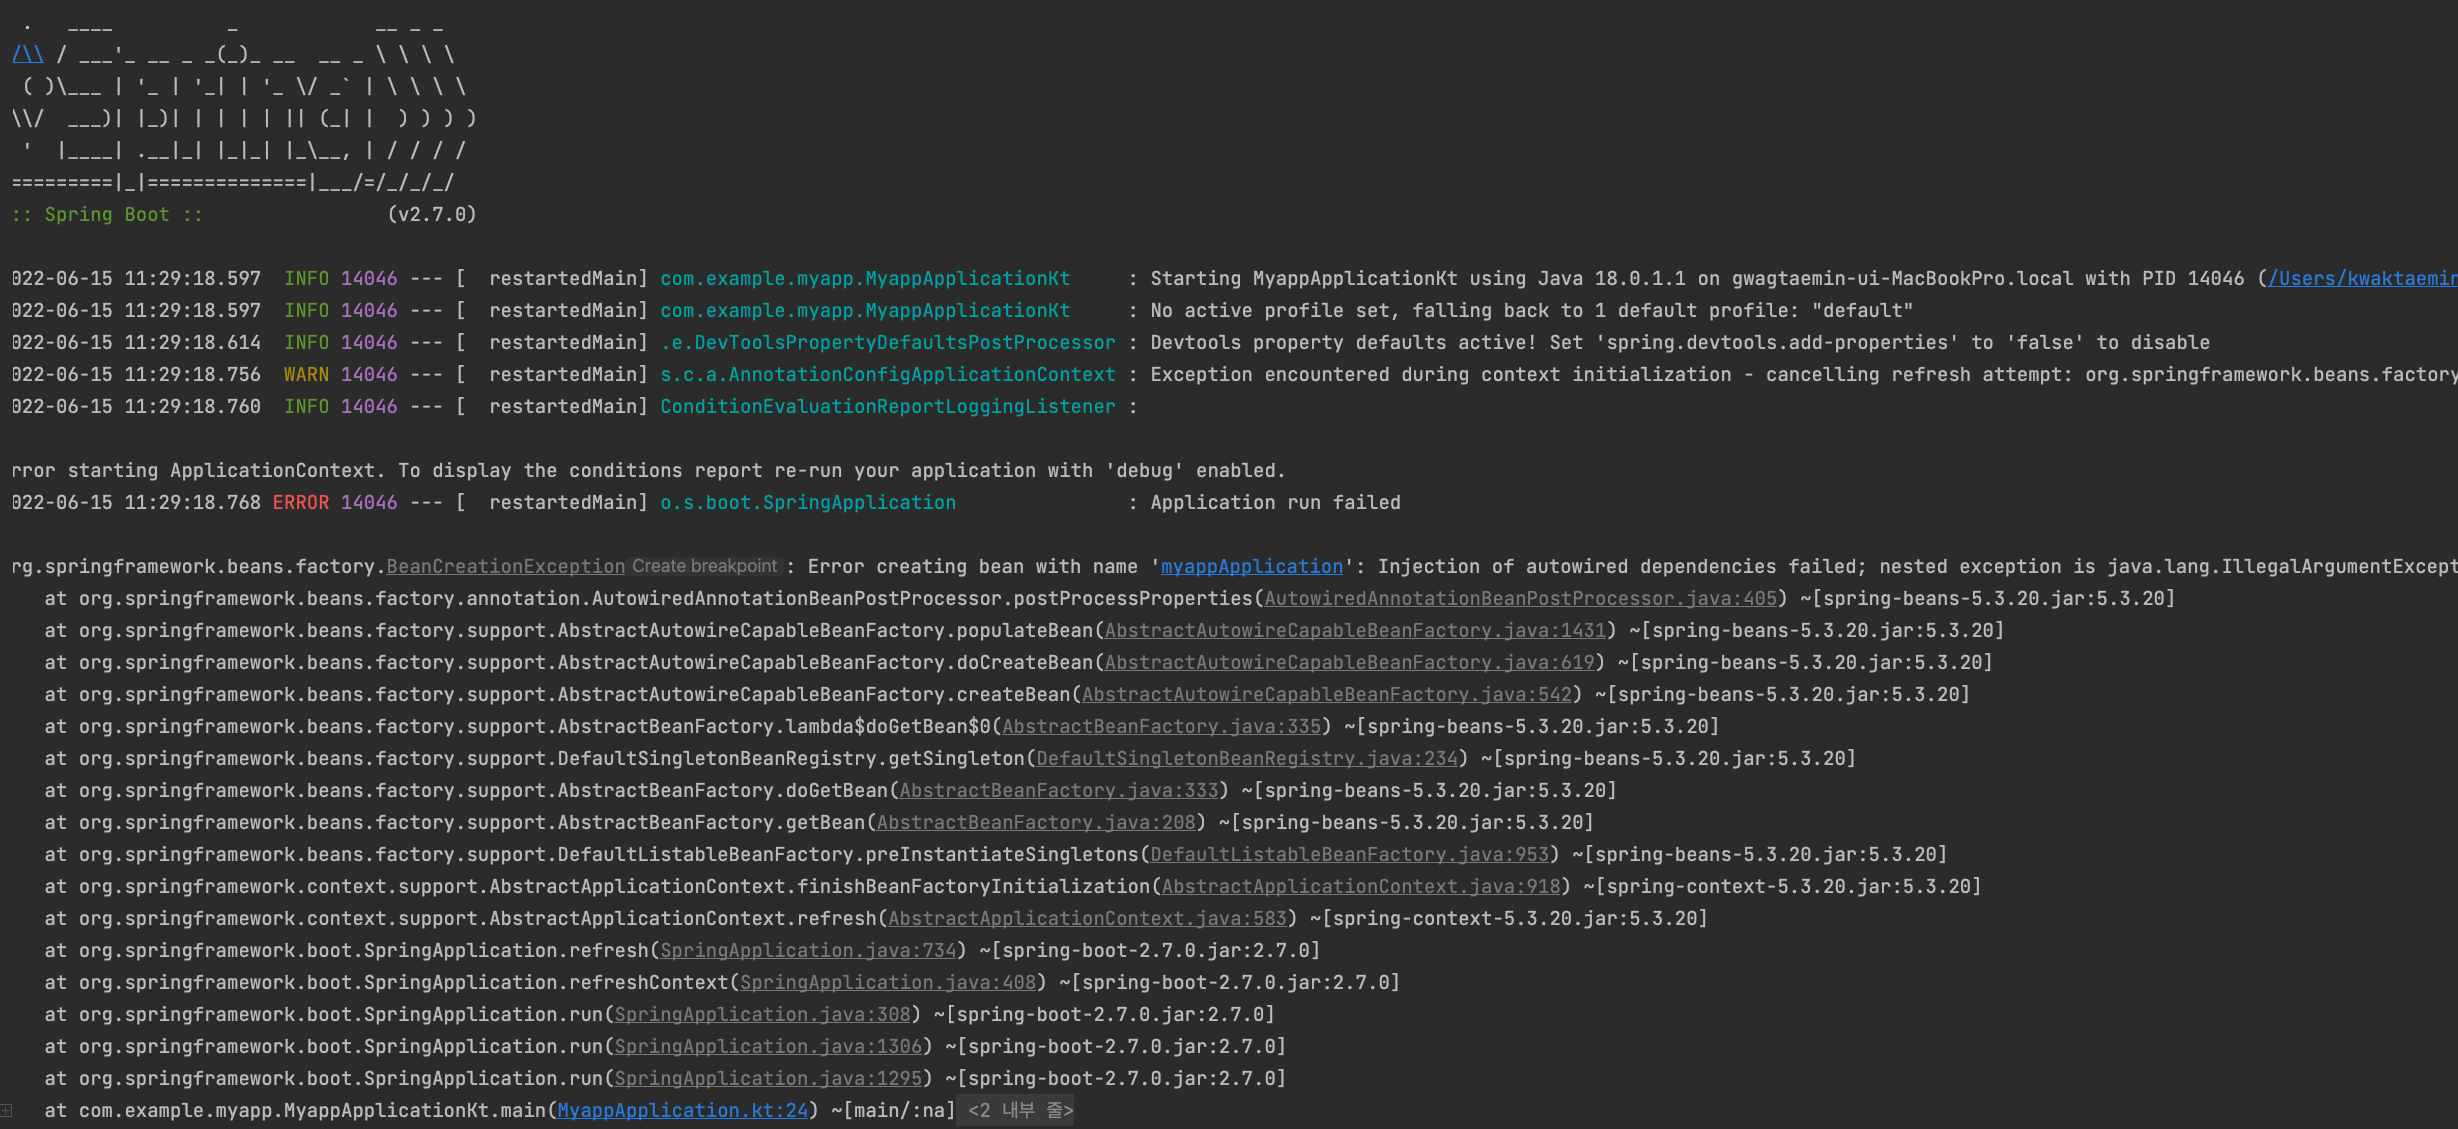 .   ____          _            __ _ _
/\\ / ___'_ __ _ _(_)_ __  __ _ \ \ \ \
 ( )\___ | '_ | '_| | '_ \/ _` | \ \ \ \
\\/  ___)| |_)| | | | | || (_| |  ) ) ) )
 '  |____| .__|_| |_|_| |_\__, | / / / /
=========|_|==============|___/=/_/_/_/
:: Spring Boot ::                (v2.7.0)
022-06-15 11:29:18.597  INFO 14046 --- [  restartedMain] com.example.myapp.MyappApplicationKt     : Starting MyappApplicationKt using Java 18.0.1.1 on gwagtaemin-ui-MacBookPro.local with PID 14046 (/Users/kwaktaemin
022-06-15 11:29:18.597  INFO 14046 --- [  restartedMain] com.example.myapp.MyappApplicationKt     : No active profile set, falling back to 1 default profile: "default"
022-06-15 11:29:18.614  INFO 14046 --- [  restartedMain] .e.DevToolsPropertyDefaultsPostProcessor : Devtools property defaults active! Set 'spring.devtools.add-properties' to 'false' to disable
022-06-15 11:29:18.756  WARN 14046 --- [  restartedMain] s.c.a.AnnotationConfigApplicationContext : Exception encountered during context initialization - cancelling refresh attempt: org.springframework.beans.factory
022-06-15 11:29:18.760  INFO 14046 --- [  restartedMain] ConditionEvaluationReportLoggingListener :
rror starting ApplicationContext. To display the conditions report re-run your application with 'debug' enabled.
022-06-15 11:29:18.768 ERROR 14046 --- [  restartedMain] o.s.boot.SpringApplication               : Application run failed
rg.springframework.beans.factory.BeanCreationException Create breakpoint : Error creating bean with name 'myappApplication': Injection of autowired dependencies failed; nested exception is java.lang.IllegalArgumentExcept
   at org.springframework.beans.factory.annotation.AutowiredAnnotationBeanPostProcessor.postProcessProperties(AutowiredAnnotationBeanPostProcessor.java:405) ~[spring-beans-5.3.20.jar:5.3.20]
   at org.springframework.beans.factory.support.AbstractAutowireCapableBeanFactory.populateBean(AbstractAutowireCapableBeanFactory.java:1431) ~[spring-beans-5.3.20.jar:5.3.20]
   at org.springframework.beans.factory.support.AbstractAutowireCapableBeanFactory.doCreateBean(AbstractAutowireCapableBeanFactory.java:619) ~[spring-beans-5.3.20.jar:5.3.20]
   at org.springframework.beans.factory.support.AbstractAutowireCapableBeanFactory.createBean(AbstractAutowireCapableBeanFactory.java:542) ~[spring-beans-5.3.20.jar:5.3.20]
   at org.springframework.beans.factory.support.AbstractBeanFactory.lambda$doGetBean$0(AbstractBeanFactory.java:335) ~[spring-beans-5.3.20.jar:5.3.20]
   at org.springframework.beans.factory.support.DefaultSingletonBeanRegistry.getSingleton(DefaultSingletonBeanRegistry.java:234) ~[spring-beans-5.3.20.jar:5.3.20]
   at org.springframework.beans.factory.support.AbstractBeanFactory.doGetBean(AbstractBeanFactory.java:333) ~[spring-beans-5.3.20.jar:5.3.20]
   at org.springframework.beans.factory.support.AbstractBeanFactory.getBean(AbstractBeanFactory.java:208) ~[spring-beans-5.3.20.jar:5.3.20]
   at org.springframework.beans.factory.support.DefaultListableBeanFactory.preInstantiateSingletons(DefaultListableBeanFactory.java:953) ~[spring-beans-5.3.20.jar:5.3.20]
   at org.springframework.context.support.AbstractApplicationContext.finishBeanFactoryInitialization(AbstractApplicationContext.java:918) ~[spring-context-5.3.20.jar:5.3.20]
   at org.springframework.context.support.AbstractApplicationContext.refresh(AbstractApplicationContext.java:583) ~[spring-context-5.3.20.jar:5.3.20]
   at org.springframework.boot.SpringApplication.refresh(SpringApplication.java:734) ~[spring-boot-2.7.0.jar:2.7.0]
   at org.springframework.boot.SpringApplication.refreshContext(SpringApplication.java:408) ~[spring-boot-2.7.0.jar:2.7.0]
   at org.springframework.boot.SpringApplication.run(SpringApplication.java:308) ~[spring-boot-2.7.0.jar:2.7.0]
   at org.springframework.boot.SpringApplication.run(SpringApplication.java:1306) ~[spring-boot-2.7.0.jar:2.7.0]
   at org.springframework.boot.SpringApplication.run(SpringApplication.java:1295) ~[spring-boot-2.7.0.jar:2.7.0]
   at com.example.myapp.MyappApplicationKt.main(MyappApplication.kt:24) ~[main/:na] <2 내부 줄>